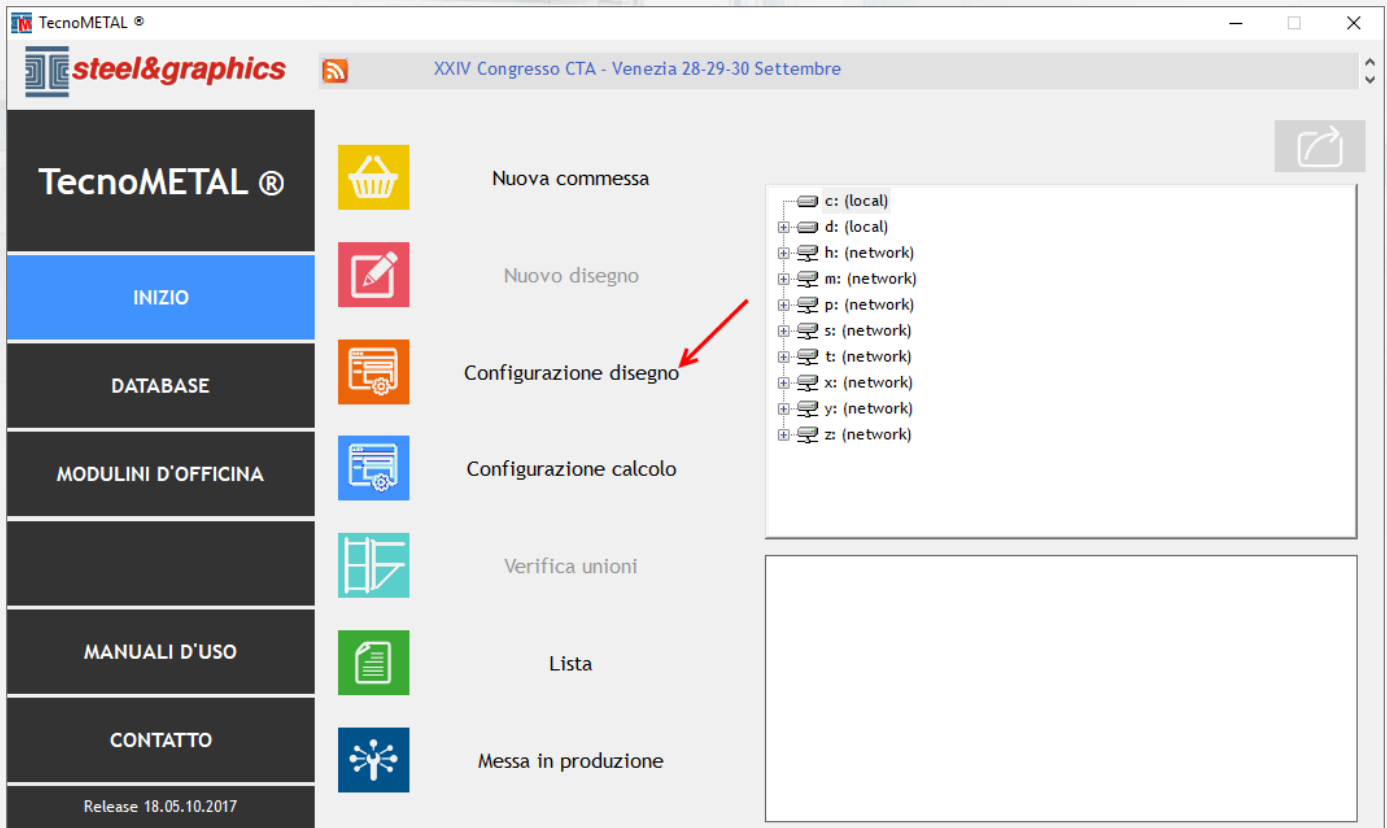 TecnoMETAL ®
steel&graphics
XXIV Congresso CTA - Venezia 28-29-30 Settembre
TecnoMETAL ®
INIZIO
DATABASE
MODULINI D'OFFICINA
MANUALI D'USO
CONTATTO
Release 18.05.10.2017
Nuova commessa
Nuovo disegno
Configurazione disegno
Configurazione calcolo
Verifica unioni
Lista
Messa in produzione
c: (local)
d: (local)
h: (network)
m: (network)
p: (network)
s: (network)
t: (network)
x: (network)
y: (network)
z: (network)